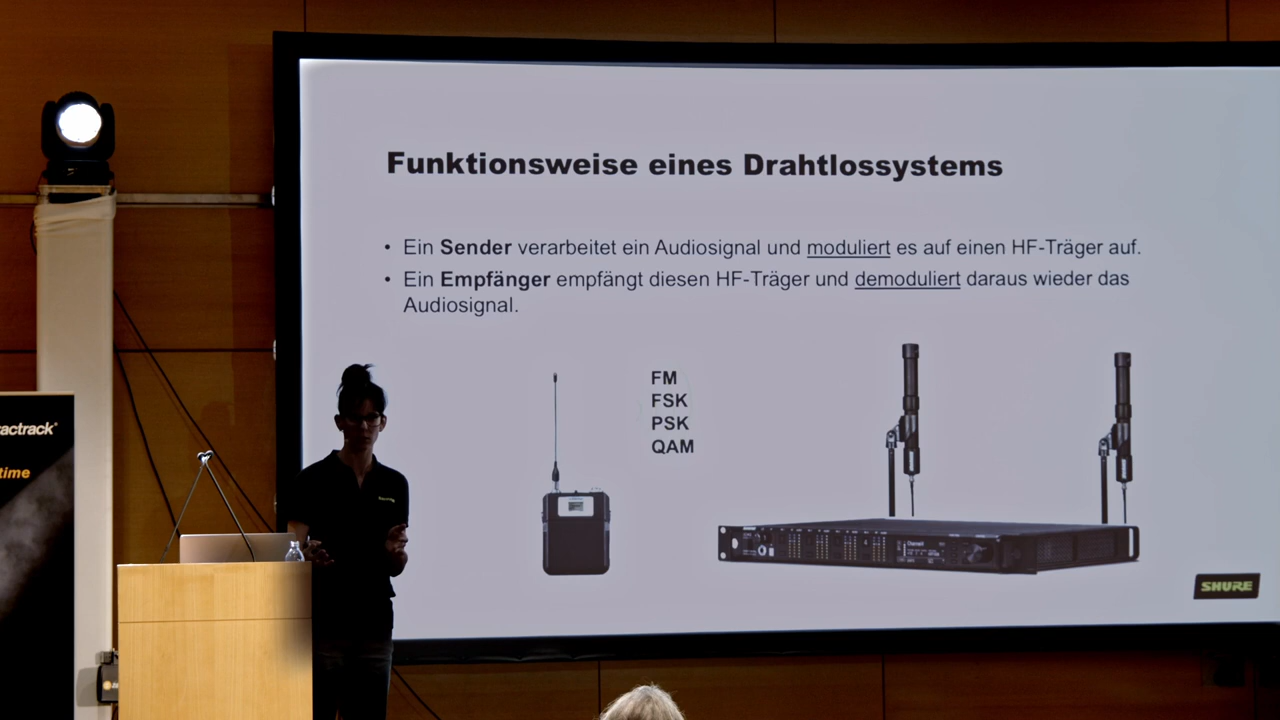 Funktionsweise eines Drahtlossystems
• Ein Sender verarbeitet ein Audiosignal und moduliert es auf einen HF-Träger auf.
• Ein Empfänger empfängt diesen HF-Träger und demoduliert daraus wieder das
Audiosignal.
FM
FSK
PSK
QAM
SHURE
actrack
time